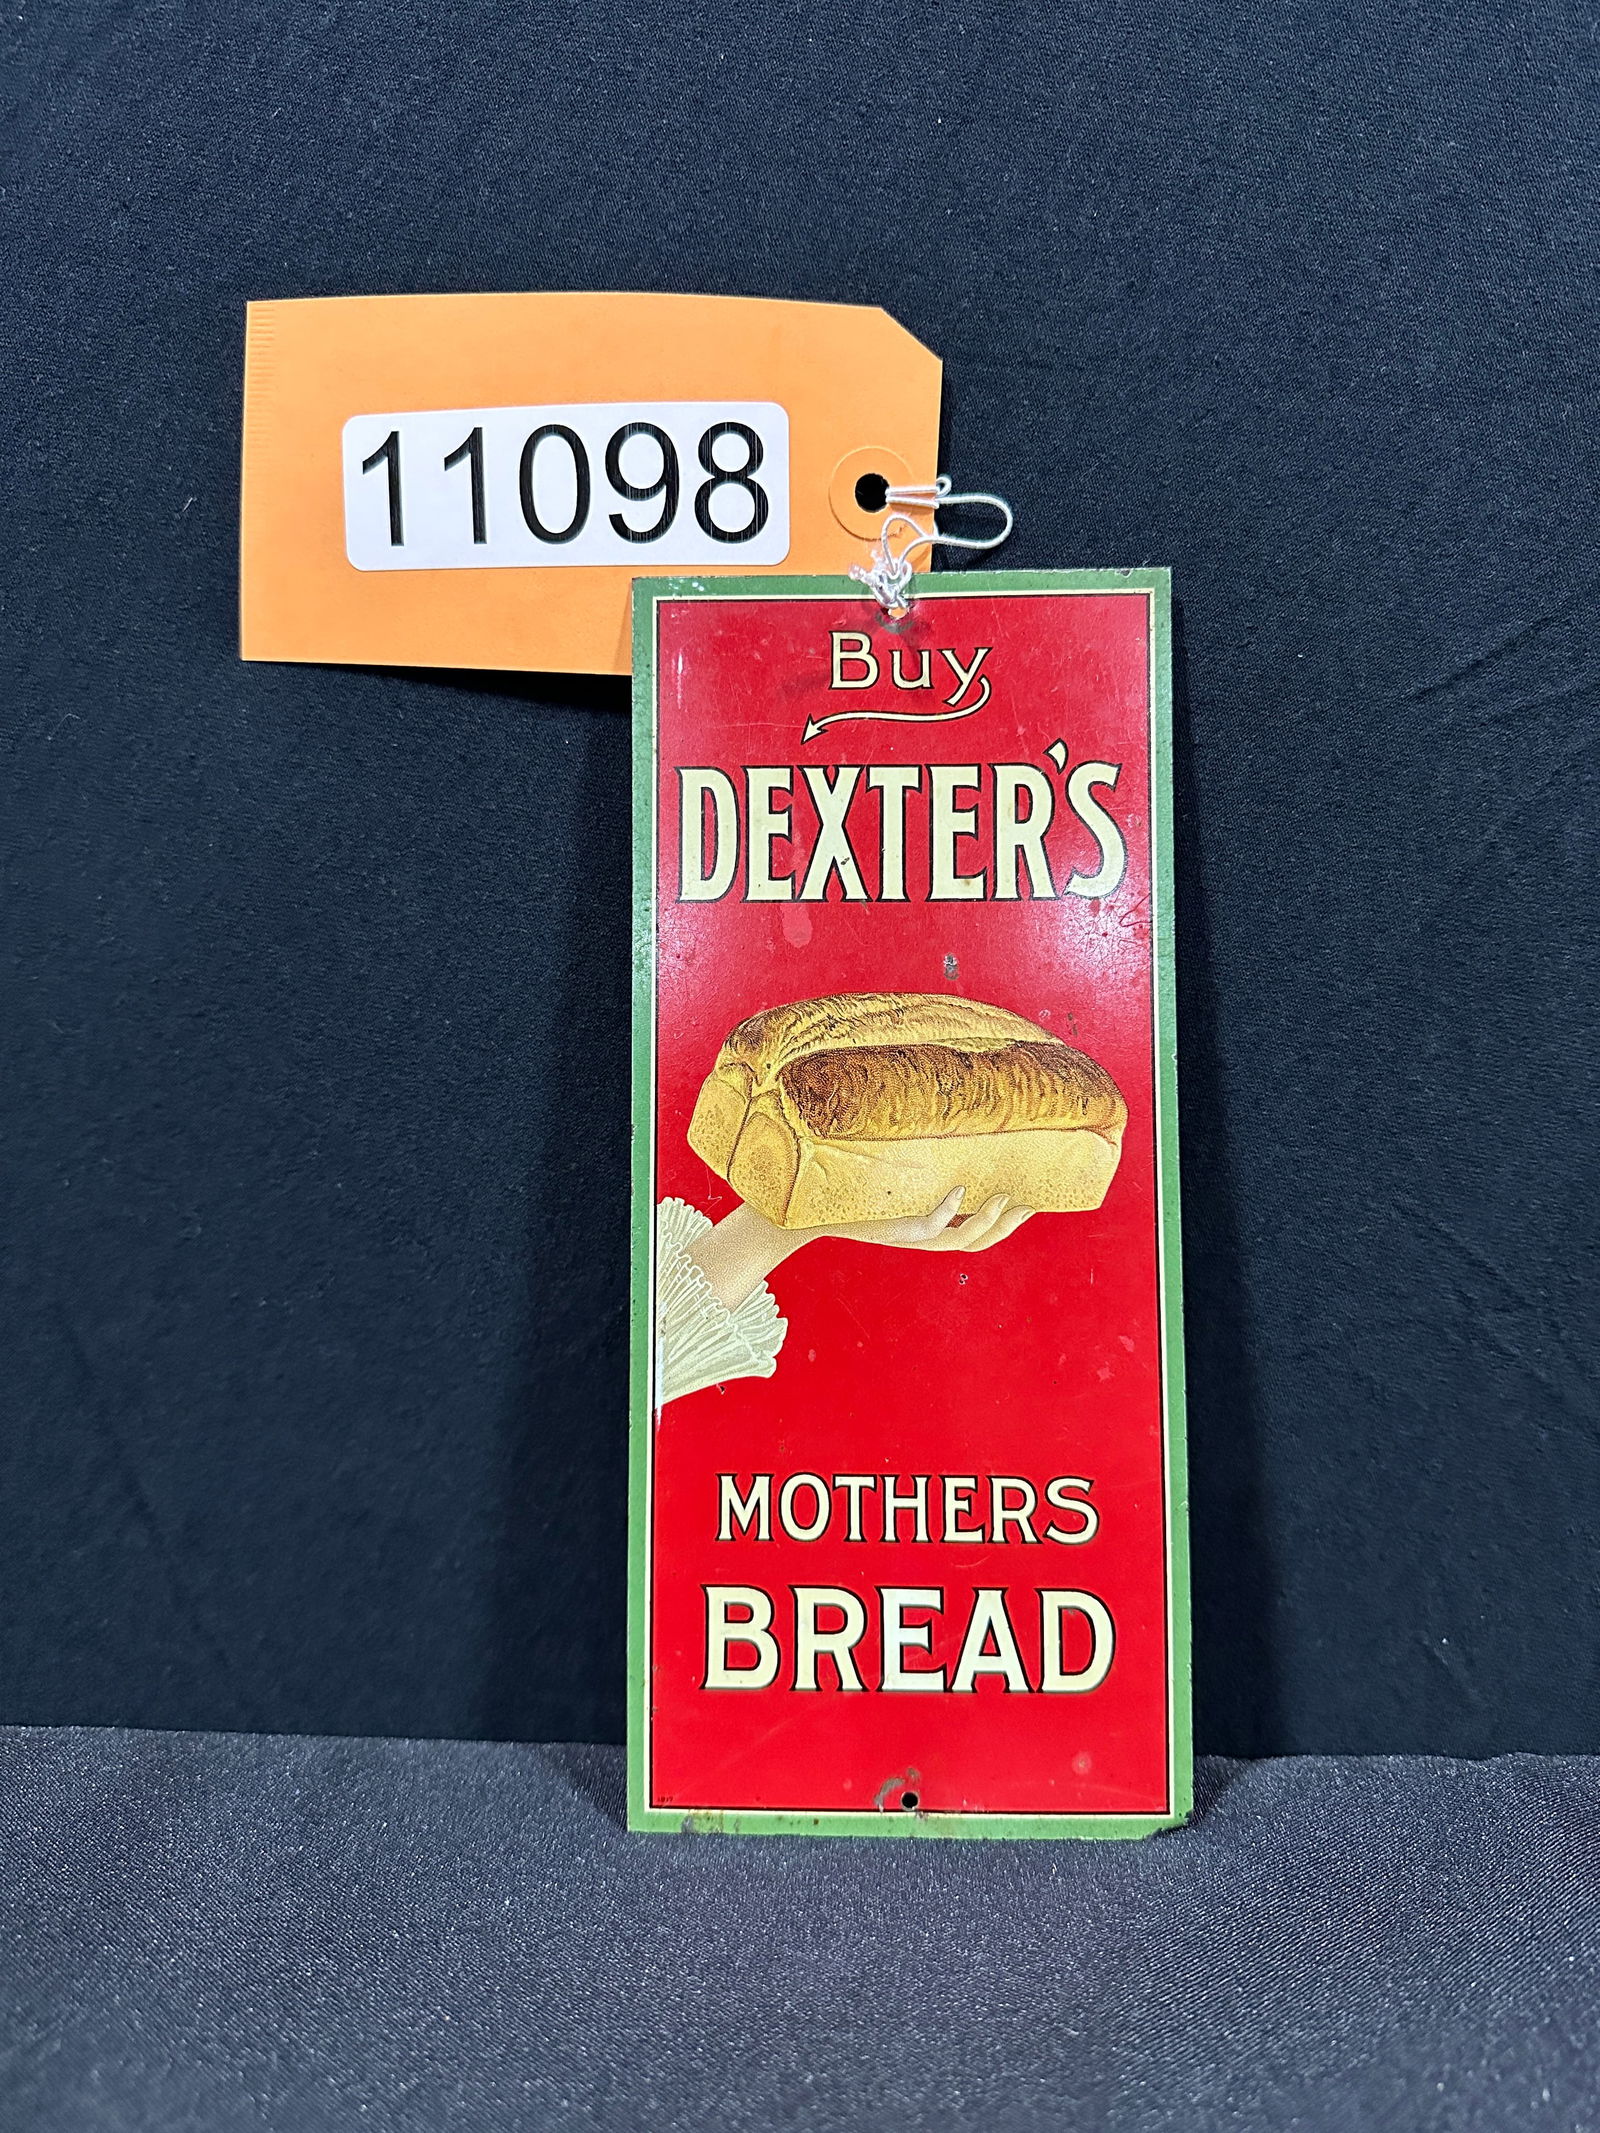 11098
Buy
DEXTER'S
MOTHERS
BREAD